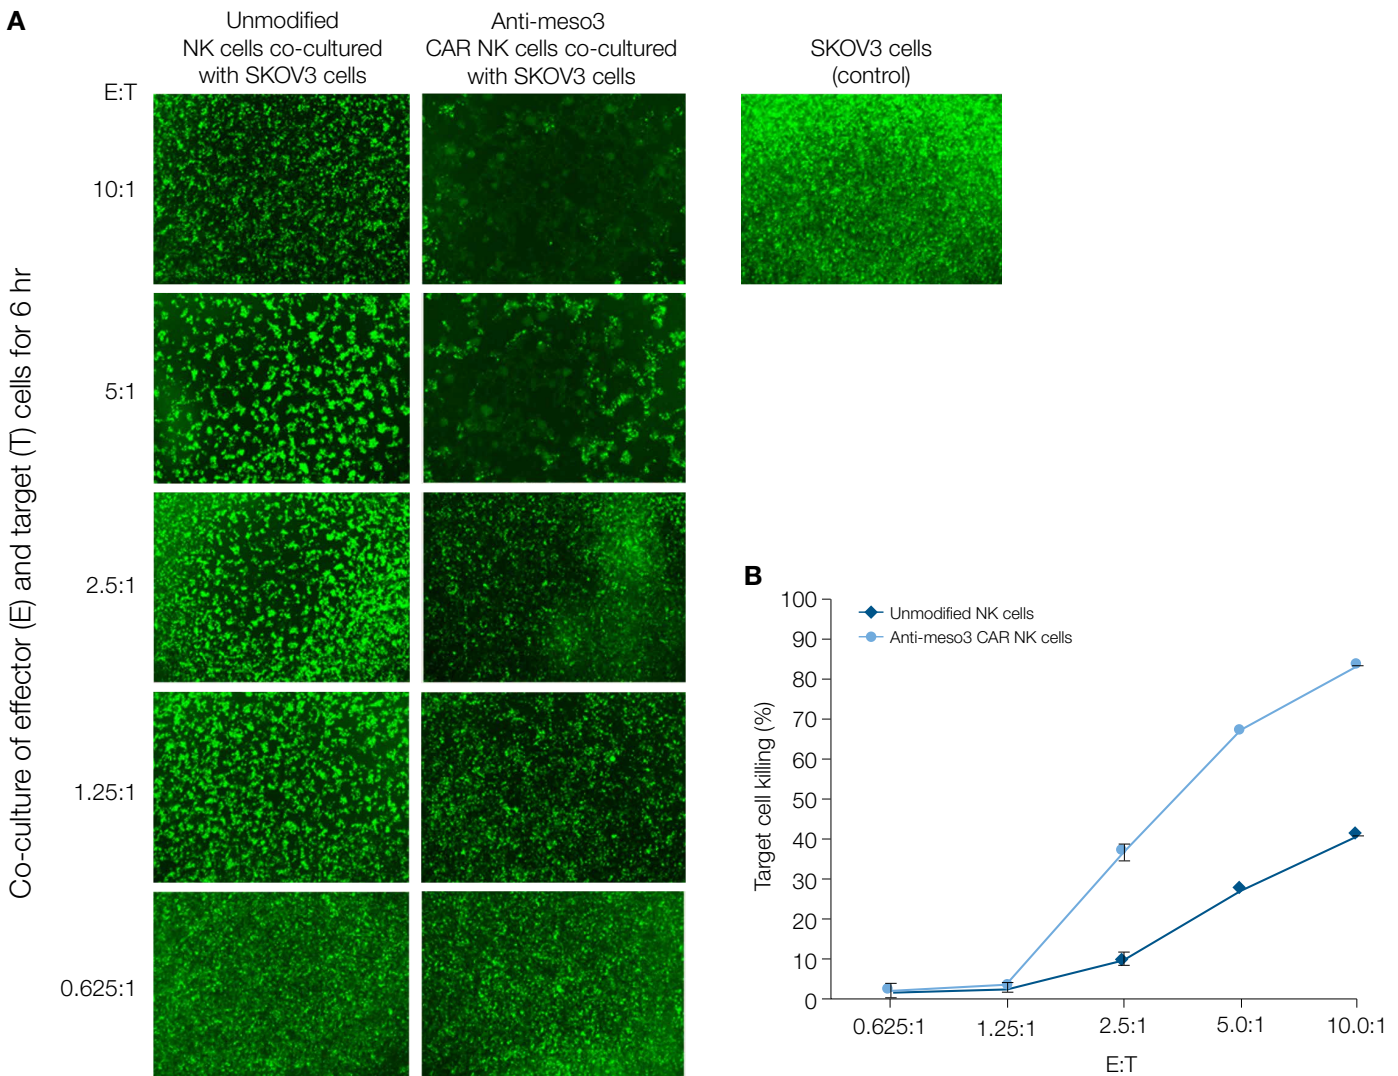 A
Unmodified
NK cells co-cultured
with SKOV3 cells
Anti-meso3
CAR NK cells co-cultured
with SKOV3 cells
SKOV3 cells
(control)
E:T
10:1
5:1
2.5:1
1.25:1
0.625:1
Co-culture of effector (E) and target (T) cells for 6 hr
B
Unmodified NK cells
Anti-meso3 CAR NK cells
Target cell killing (%)
100
90
80
70
60
50
40
30
20
10
0
0.625:1
1.25:1
2.5:1
5.0:1
10.0:1
E:T